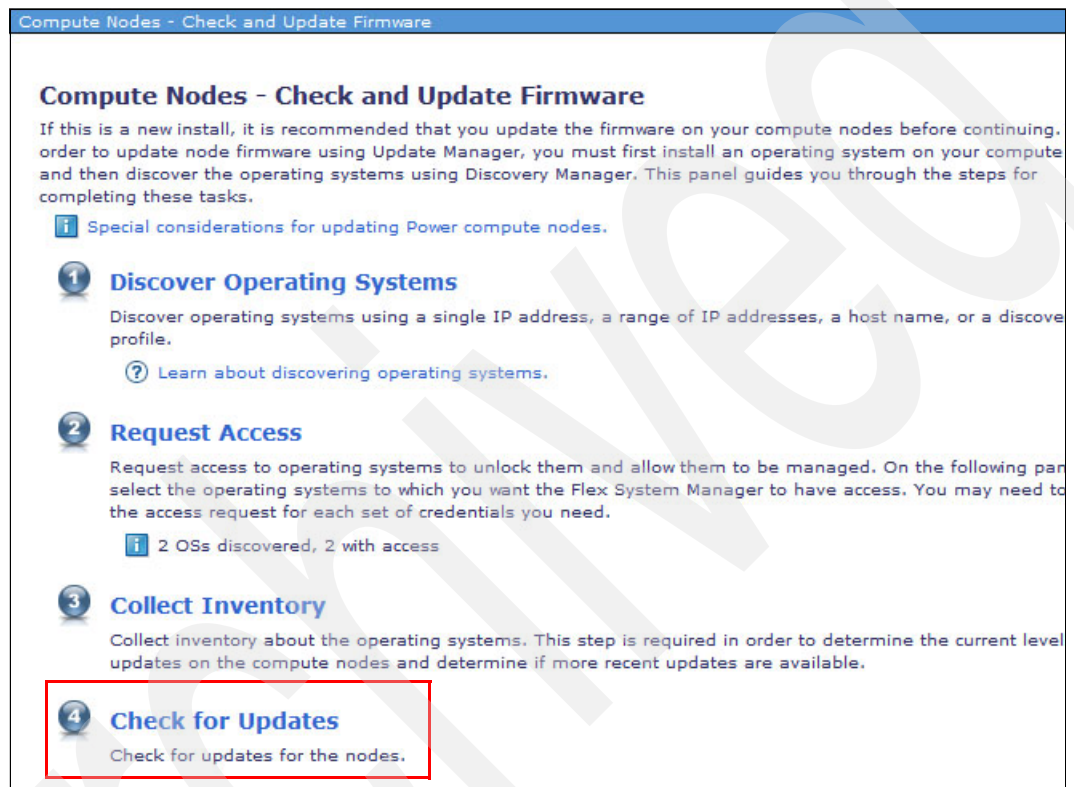 Compute Nodes - Check and Update Firmware
Compute Nodes - Check and Update Firmware
If this is a new install, it is recommended that you update the firmware on your compute nodes before continuing.
order to update node firmware using Update Manager, you must first install an operating system on your compute
and then discover the operating systems using Discovery Manager. This panel guides you through the steps for
completing these tasks.
i Special considerations for updating Power compute nodes.
1 Discover Operating Systems
Discover operating systems using a single IP address, a range of IP addresses, a host name, or a discove
profile.
? Learn about discovering operating systems.
2 Request Access
Request access to operating systems to unlock them and allow them to be managed. On the following pan
select the operating systems to which you want the Flex System Manager to have access. You may need to
the access request for each set of credentials you need.
i 2 OSs discovered, 2 with access
3 Collect Inventory
Collect inventory about the operating systems. This step is required in order to determine the current level
updates on the compute nodes and determine if more recent updates are available.
4 Check for Updates
Check for updates for the nodes.